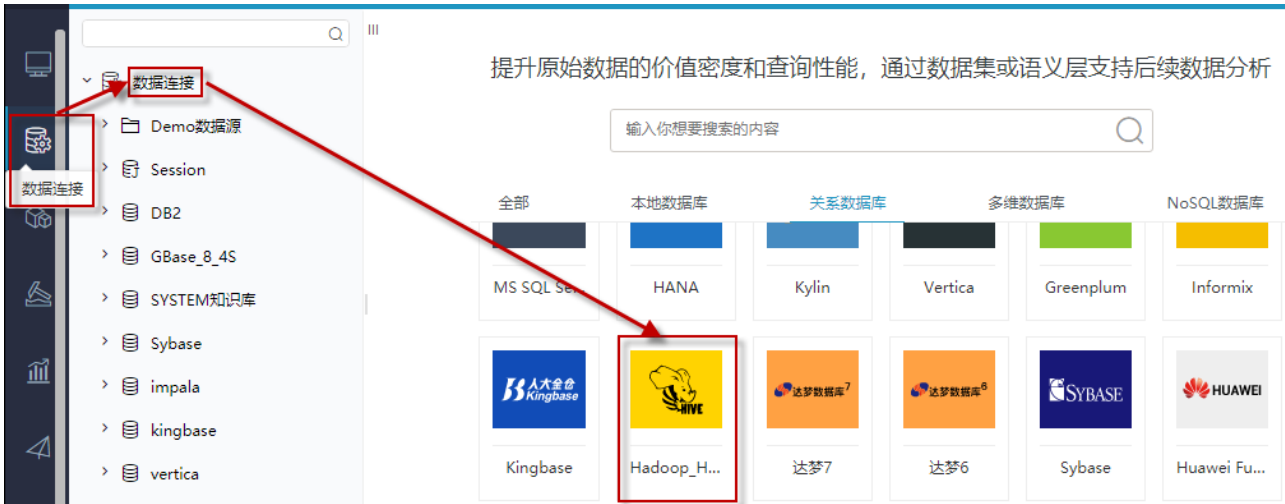 数据连接
数据连接
Demo数据源
Session
DB2
GBase_8_4S
SYSTEM知识库
Sybase
impala
kingbase
vertica
提升原始数据的价值密度和查询性能，通过数据集或语义层支持后续数据分析
输入你想要搜索的内容
全部 本地数据库 关系数据库 多维数据库 NoSQL数据库
MS SQL Ser... HANA Kylin Vertica Greenplum Informix
人大金仓 Kingbase HIVE 达梦数据库7 达梦数据库6 SYBASE HUAWEI
Kingbase Hadoop_H... 达梦7 达梦6 Sybase Huawei Fu...